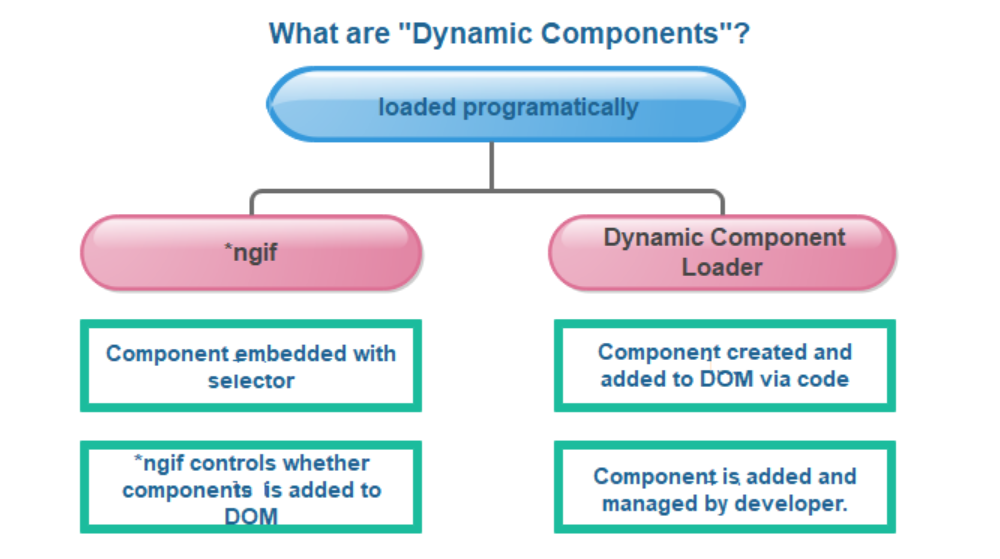 What are "Dynamic Components"?
loaded programatically
*ngif
Dynamic Component
Loader
Component embedded with
selector
Component created and
added to DOM via code
*ngif controls whether
components is added to
DOM
Component is added and
managed by developer.